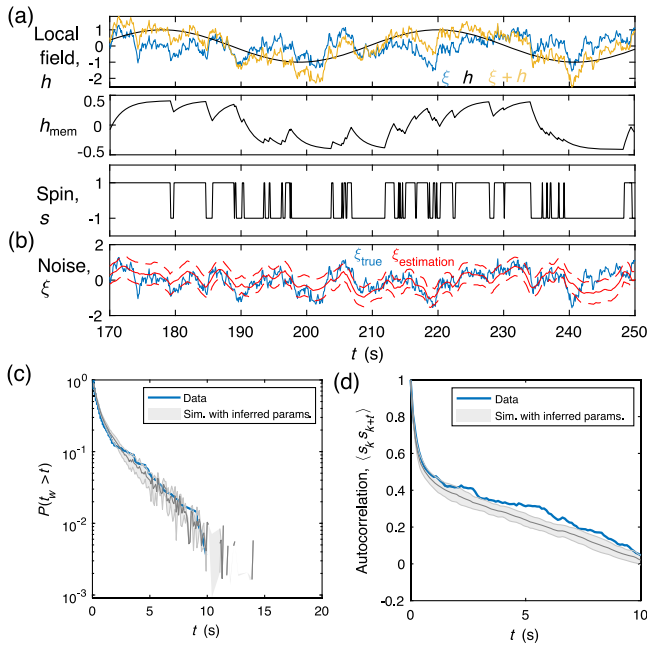 (a)
Local
field,
h
1
0
-1
-2
ξ h ξ + h
h_mem
0.5
0
-0.5
Spin,
s
1
-1
(b)
Noise,
ξ
2
0
-2
ξ_true ξ_estimation
170 180 190 200 210 220 230 240 250
t (s)
(c)
P(t_w > t)
10^0
10^-1
10^-2
10^-3
Data
Sim. with inferred params.
0 5 10 15 20
t (s)
(d)
Autocorrelation, ⟨s_k s_{k+t}⟩
1
0.8
0.6
0.4
0.2
0
-0.2
Data
Sim. with inferred params.
0 5 10
t (s)